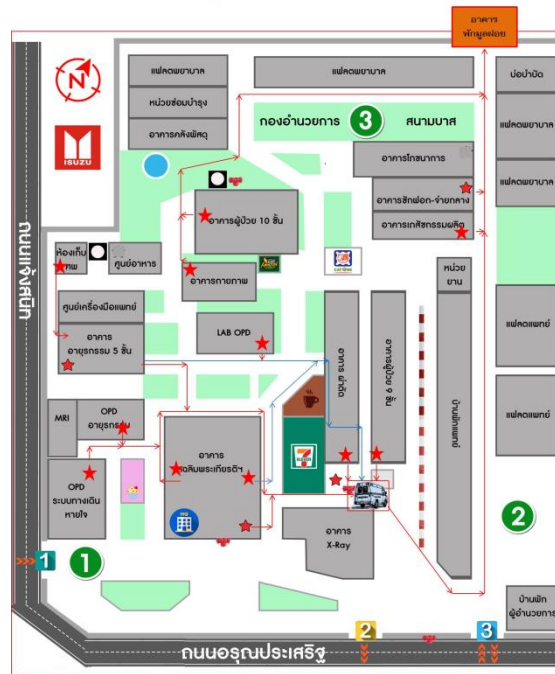 อาคาร
พักมูลฝอย
แฟลตพยาบาล
แฟลตพยาบาล
บ่อบำบัด
หน่วยซ่อมบำรุง
อาคารคลังพัสดุ
ISUZU
กองอำนวยการ
3
สนามบาส
แฟลตพยาบาล
อาคารโภชนาการ
อาคารซักฟอก-จ่ายกลาง
แฟลตพยาบาล
อาคารเภสัชกรรมผลิต
อาคารผู้ป่วย 10 ชั้น
ห้องเก็บ
ศูนย์อาหาร
อาคารกายภาพ
หน่วย
ยาน
ถนนแจ้งสนิท
ศูนย์เครื่องมือแพทย์
อาคาร
อายุรกรรม 5 ชั้น
LAB OPD
อาคาร ผ่าตัด
อาคารผู้ป่วย 9 ชั้น
บ้านพักแพทย์
แฟลตแพทย์
แฟลตแพทย์
MRI
OPD
อายุรกรรม
อาคาร
เฉลิมพระเกียรติฯ
7
ELEVEN
OPD
ระบบทางเดิน
หายใจ
อาคาร
X-Ray
2
1
1
บ้านพัก
ผู้อำนวยการ
2
3
ถนนอรุณประเสริฐ